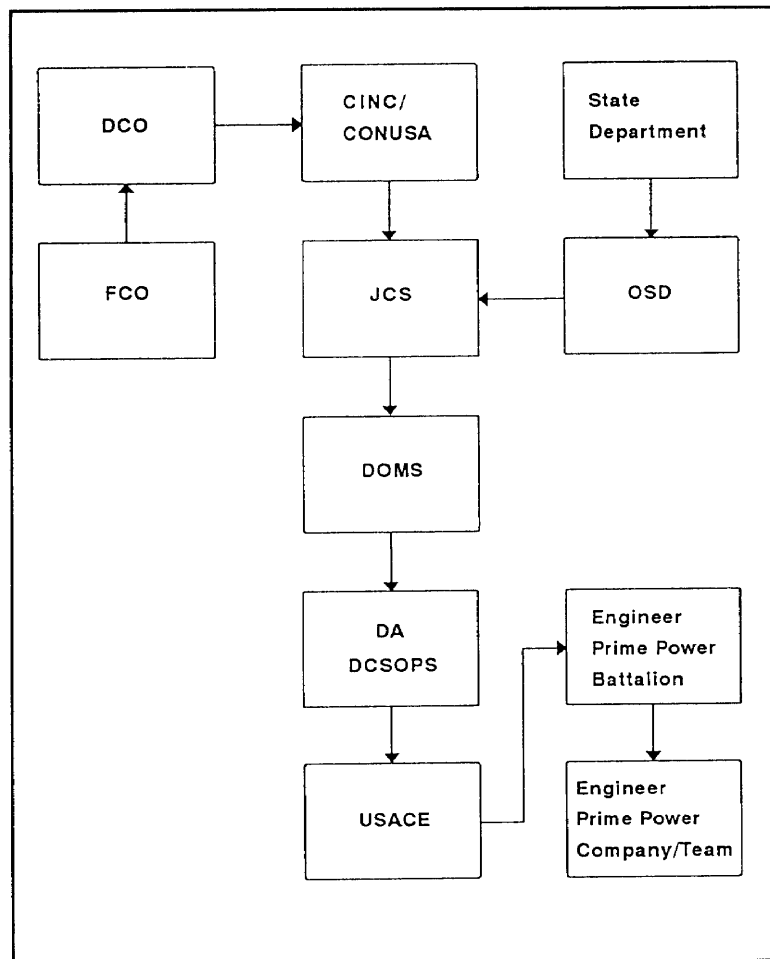 DCO
CINC/
CONUSA
State
Department
FCO
JCS
OSD
DOMS
DA
DCSOPS
Engineer
Prime Power
Battalion
USACE
Engineer
Prime Power
Company/Team